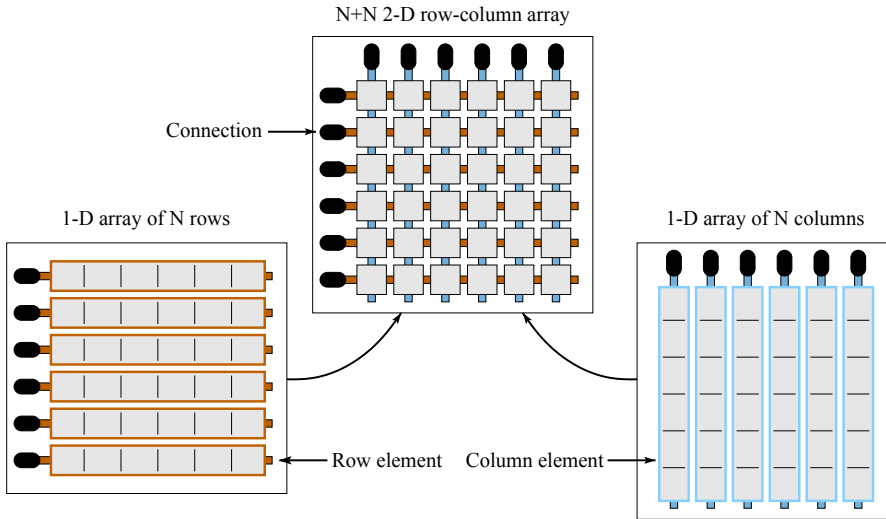 N+N 2-D row-column array
Connection
1-D array of N rows
1-D array of N columns
Row element
Column element